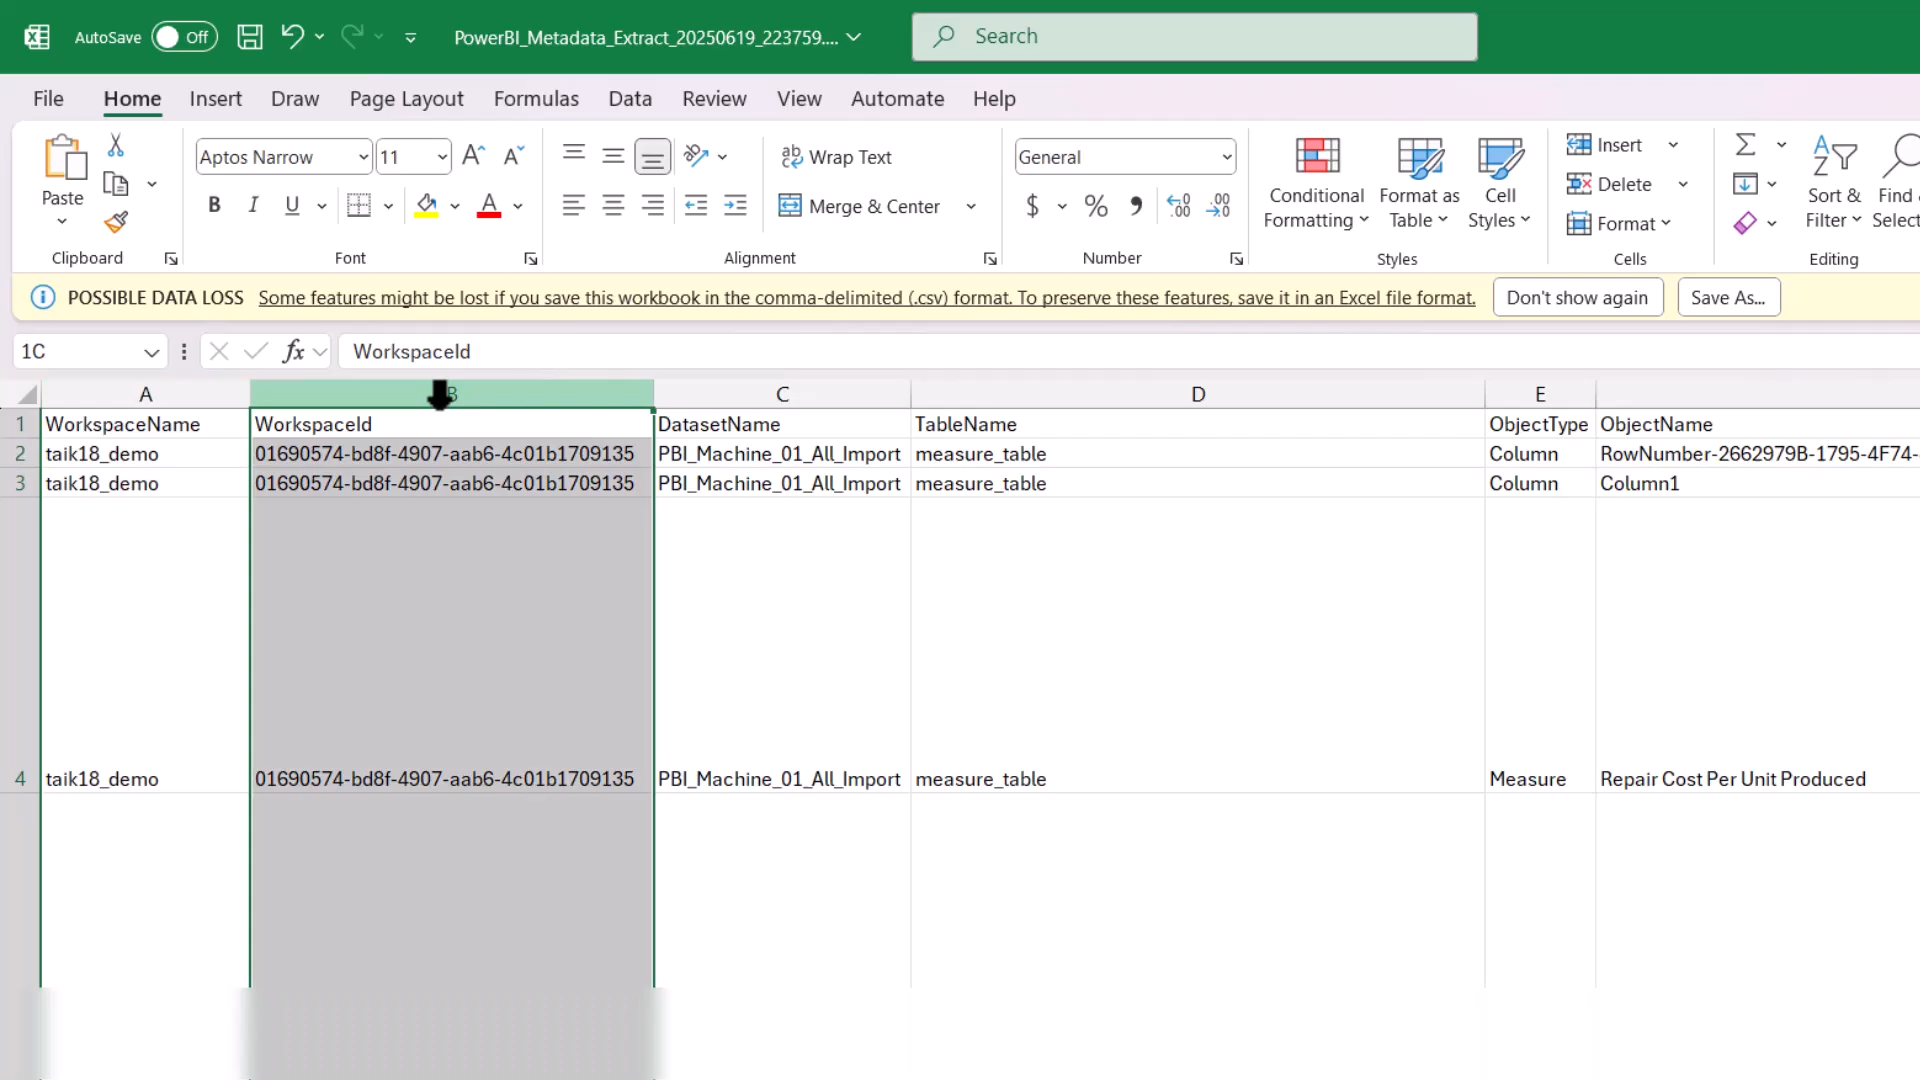 AutoSave Off PowerBI_Metadata_Extract_20250619_223759.... Search
File Home Insert Draw Page Layout Formulas Data Review View Automate Help
Paste
Clipboard
Aptos Narrow 11
B I U A
Font
Wrap Text
Merge & Center
Alignment
General
$ % 9
Number
Conditional Formatting
Format as Table
Cell Styles
Styles
Insert
Delete
Format
Cells
Sort & Filter
Find
Select
Editing
POSSIBLE DATA LOSS Some features might be lost if you save this workbook in the comma-delimited (.csv) format. To preserve these features, save it in an Excel file format. Don't show again Save As...
1C fx WorkspaceId
A B C D E
1 WorkspaceName WorkspaceId DatasetName TableName ObjectType ObjectName
2 taik18_demo 01690574-bd8f-4907-aab6-4c01b1709135 PBI_Machine_01_All_Import measure_table Column RowNumber-2662979B-1795-4F74-
3 taik18_demo 01690574-bd8f-4907-aab6-4c01b1709135 PBI_Machine_01_All_Import measure_table Column Column1
4 taik18_demo 01690574-bd8f-4907-aab6-4c01b1709135 PBI_Machine_01_All_Import measure_table Measure Repair Cost Per Unit Produced